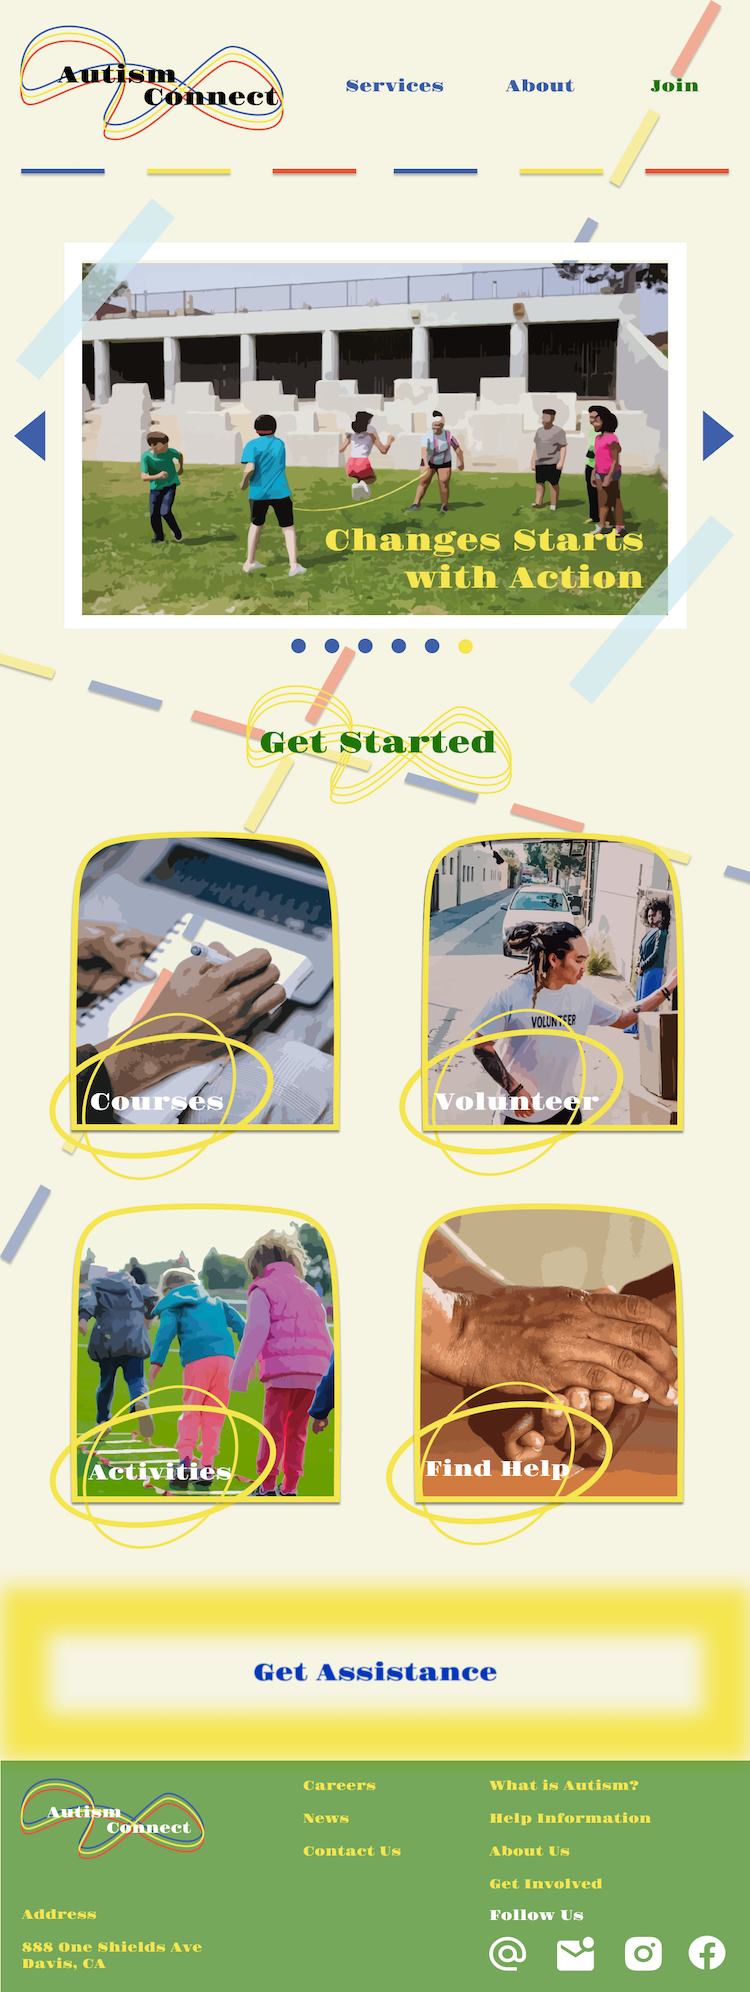 Autism
Connect
Services
About
Join
Changes Starts
with Action
Get Started
Courses
VOLUNTEER
Volunteer
Activities
Find Help
Get Assistance
Autism
Connect
Careers
News
Contact Us
What is Autism?
Help Information
About Us
Get Involved
Address
888 One Shields Ave
Davis, CA
Follow Us